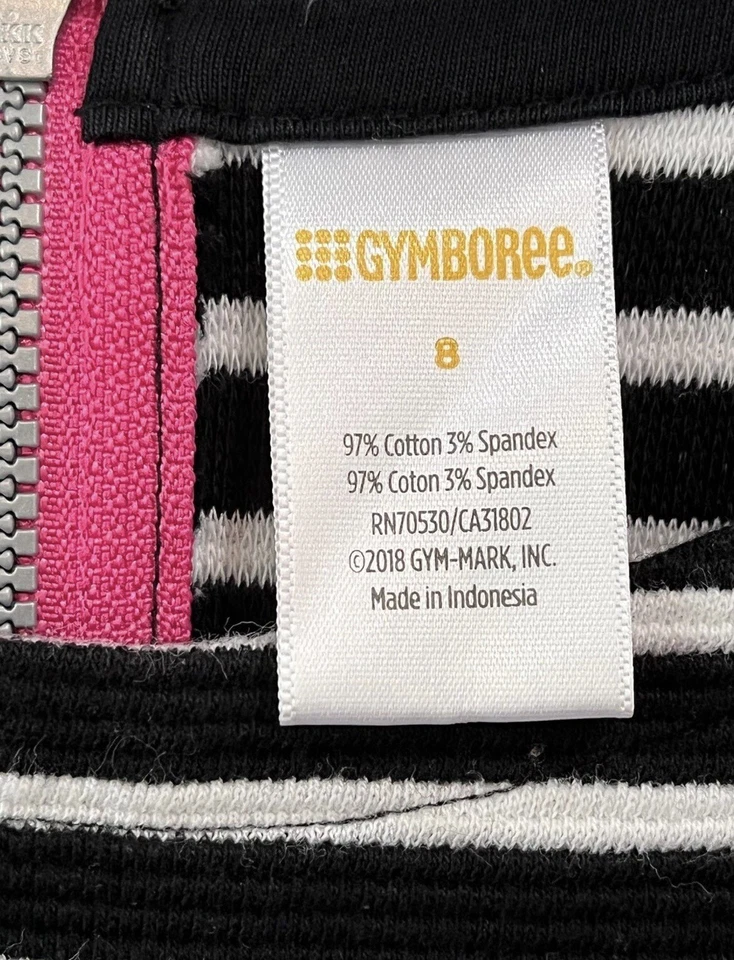 GYMBOREE®
8
97% Cotton 3% Spandex
97% Coton 3% Spandex
RN70530/CA31802
©2018 GYM-MARK, INC.
Made in Indonesia